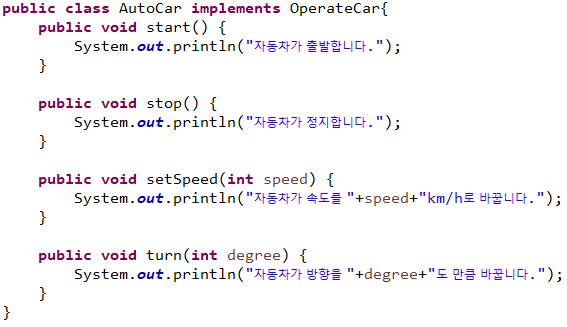 public class AutoCar implements OperateCar{
    public void start() {
        System.out.println("자동차가 출발합니다.");
    }

    public void stop() {
        System.out.println("자동차가 정지합니다.");
    }

    public void setSpeed(int speed) {
        System.out.println("자동차가 속도를 "+speed+"km/h로 바꿉니다.");
    }

    public void turn(int degree) {
        System.out.println("자동차가 방향을 "+degree+"도 만큼 바꿉니다.");
    }
}